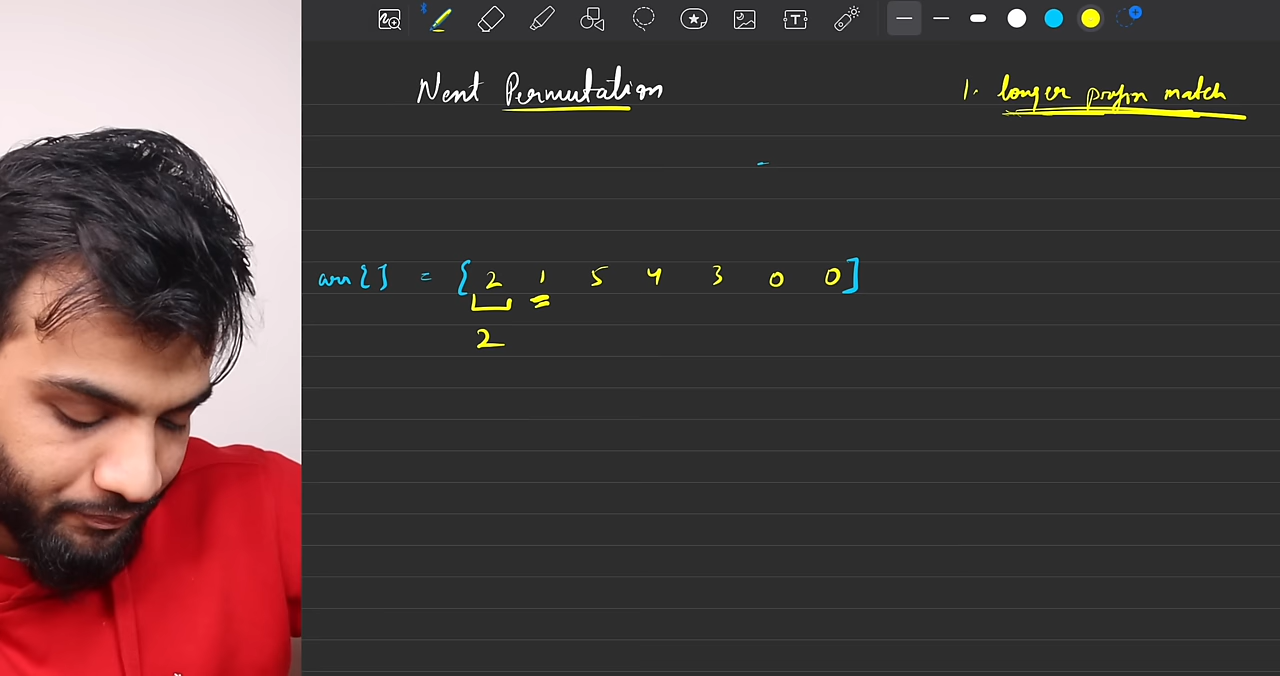 Next Permutation
1. longer prefix match
arr[] = [ 2 1 5 4 3 0 0 ]
2